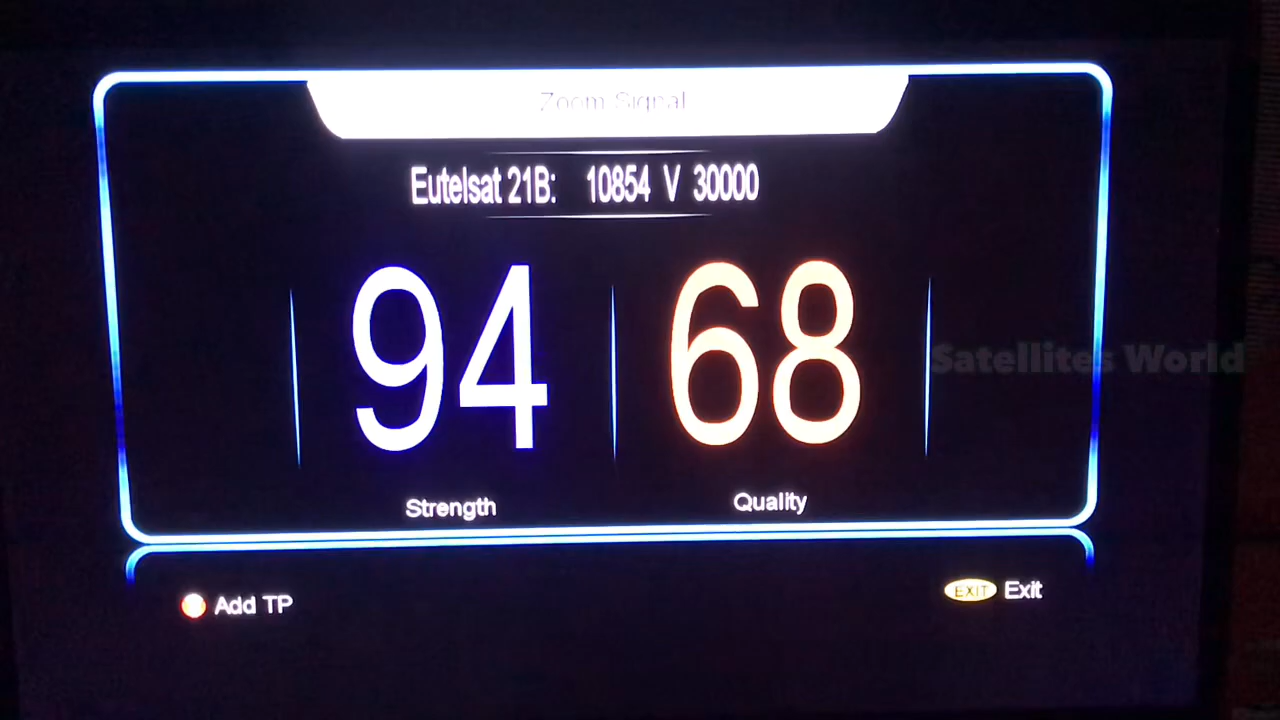 Zoom Signal
Eutelsat 21B: 10854 V 30000
94 68
Satellites World
Strength Quality
Add TP EXIT Exit